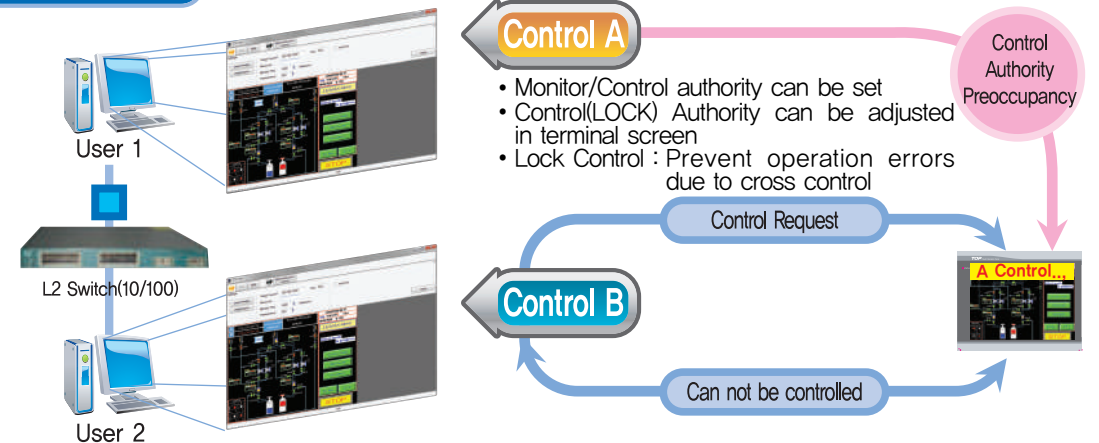 Control A
Control
Authority
Preoccupancy
• Monitor/Control authority can be set
• Control(LOCK) Authority can be adjusted
in terminal screen
• Lock Control : Prevent operation errors
due to cross control
User 1
Control Request
L2 Switch(10/100)
TOP
A Control..,
Control B
STOP
Can not be controlled
User 2